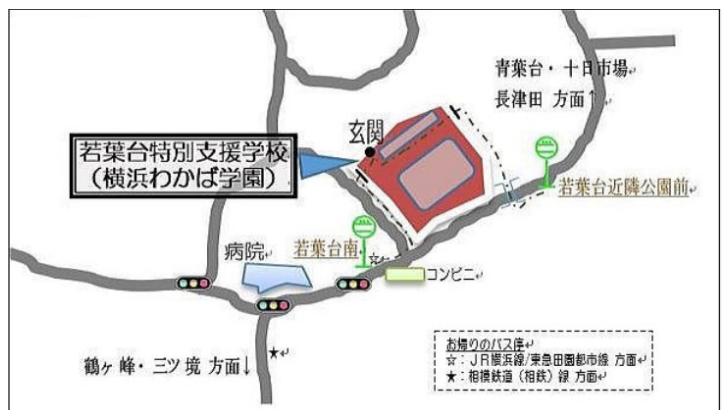 青葉台・十日市場
長津田 方面↑
玄関
若葉台特別支援学校
(横浜わかば学園)
若葉台近隣公園前
病院
若葉台南
☆
コンビニ
鶴ヶ峰・三ツ境 方面↓
★
お帰りのバス停
☆:JR横浜線/東急田園都市線 方面
★:相模鉄道(相鉄)線 方面